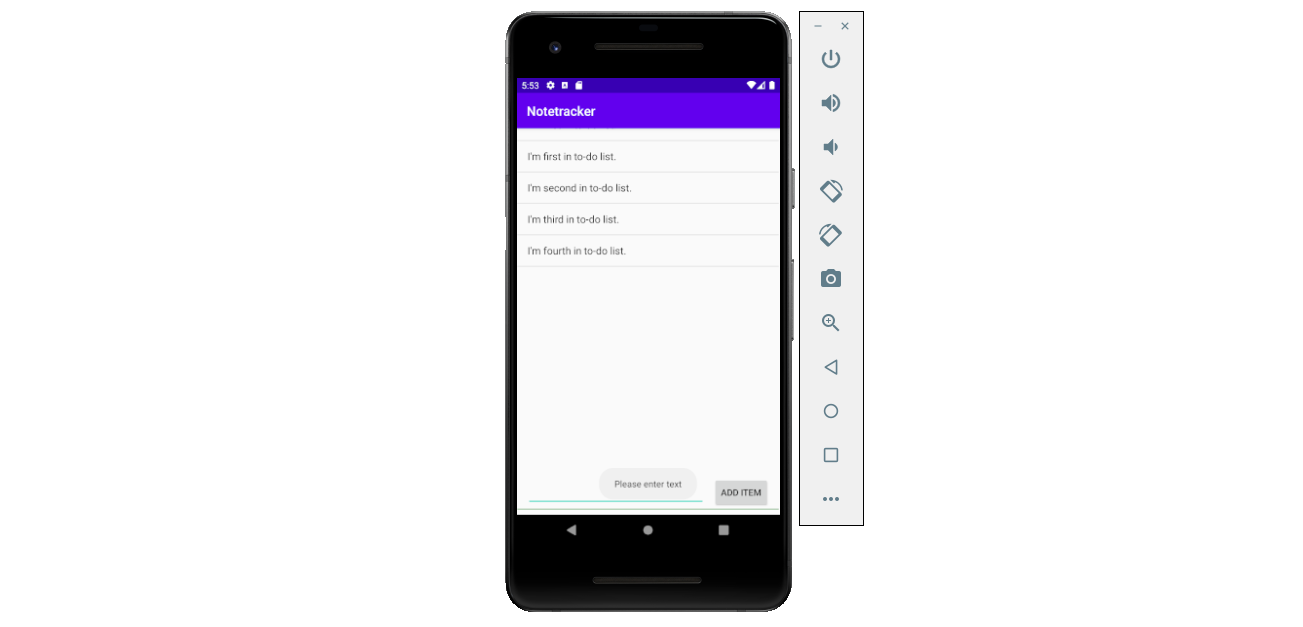 5:53
Notetracker
I'm first in to-do list.
I'm second in to-do list.
I'm third in to-do list.
I'm fourth in to-do list.
Please enter text
ADD ITEM